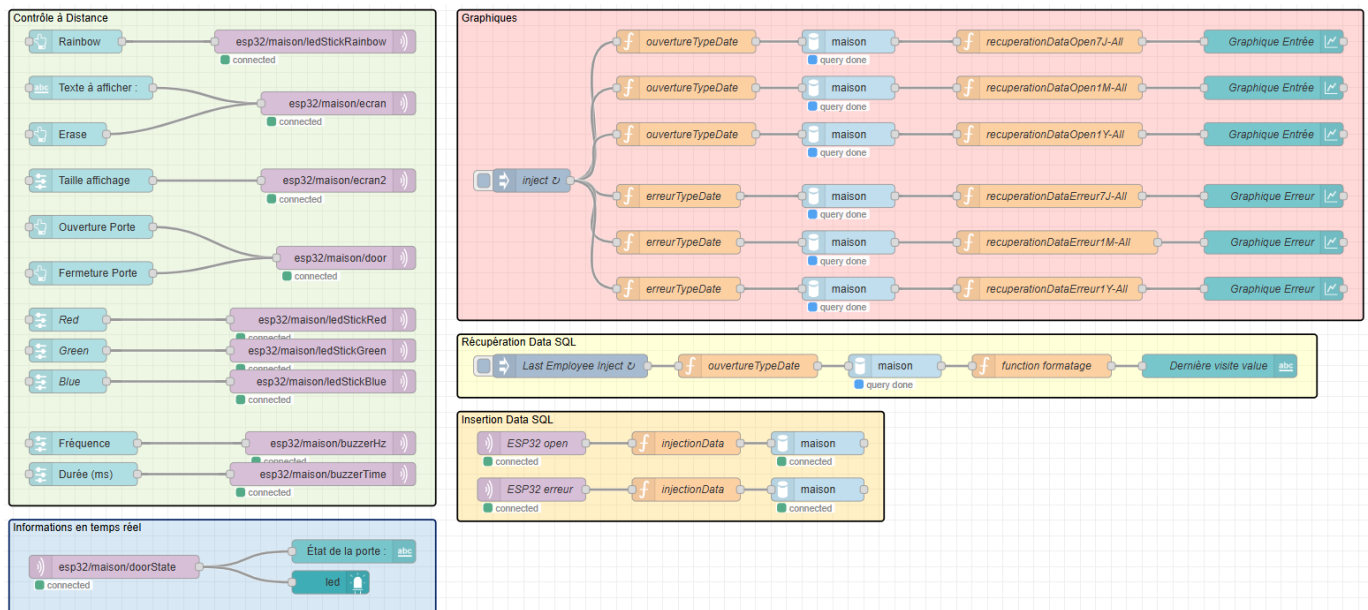 Contrôle à Distance
Rainbow
esp32/maison/ledStickRainbow
connected
abc
Texte à afficher :
esp32/maison/ecran
connected
Erase
Taille affichage
esp32/maison/ecran2
connected
Ouverture Porte
esp32/maison/door
connected
Fermeture Porte
Red
esp32/maison/ledStickRed
connected
Green
esp32/maison/ledStickGreen
connected
Blue
esp32/maison/ledStickBlue
connected
Fréquence
esp32/maison/buzzerHz
connected
Durée (ms)
esp32/maison/buzzerTime
connected
Informations en temps réel
esp32/maison/doorState
connected
État de la porte :
abc
led
Graphiques
inject ↻
ouvertureTypeDate
maison
query done
recuperationDataOpen7J-All
Graphique Entrée
ouvertureTypeDate
maison
query done
recuperationDataOpen1M-All
Graphique Entrée
ouvertureTypeDate
maison
query done
recuperationDataOpen1Y-All
Graphique Entrée
erreurTypeDate
maison
query done
recuperationDataErreur7J-All
Graphique Erreur
erreurTypeDate
maison
query done
recuperationDataErreur1M-All
Graphique Erreur
erreurTypeDate
maison
query done
recuperationDataErreur1Y-All
Graphique Erreur
Récupération Data SQL
Last Employee Inject ↻
ouvertureTypeDate
maison
query done
function formatage
Dernière visite value
abc
Insertion Data SQL
ESP32 open
connected
injectionData
maison
connected
ESP32 erreur
connected
injectionData
maison
connected